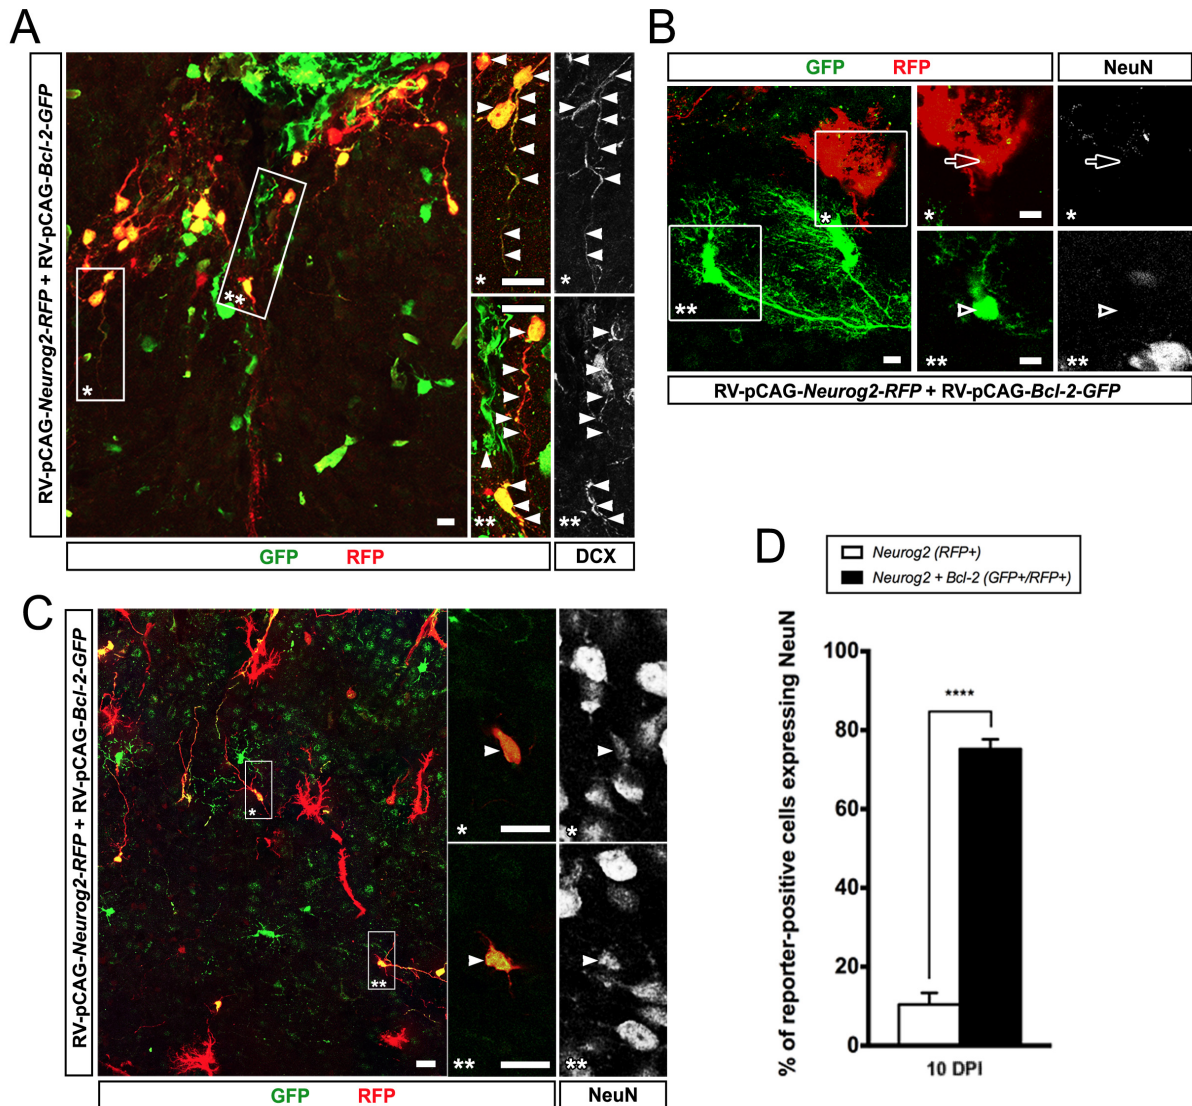 A
RV-pCAG-Neurog2-RFP + RV-pCAG-Bcl-2-GFP
*
**
*
*
**
**
GFP RFP
DCX
B
GFP RFP
NeuN
*
**
*
*
**
**
RV-pCAG-Neurog2-RFP + RV-pCAG-Bcl-2-GFP
C
RV-pCAG-Neurog2-RFP + RV-pCAG-Bcl-2-GFP
*
**
*
*
**
**
GFP RFP
NeuN
D
Neurog2 (RFP+)
Neurog2 + Bcl-2 (GFP+/RFP+)
% of reporter-positive cells expressing NeuN
100
80
60
40
20
0
****
10 DPI